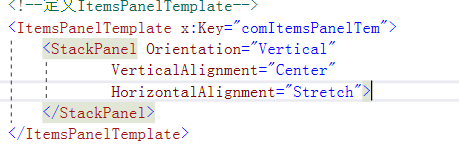 <!--定义ItemsPanelTemplate-->
<ItemsPanelTemplate x:Key="comItemsPanelTem">
<StackPanel Orientation="Vertical"
VerticalAlignment="Center"
HorizontalAlignment="Stretch">
</StackPanel>
</ItemsPanelTemplate>